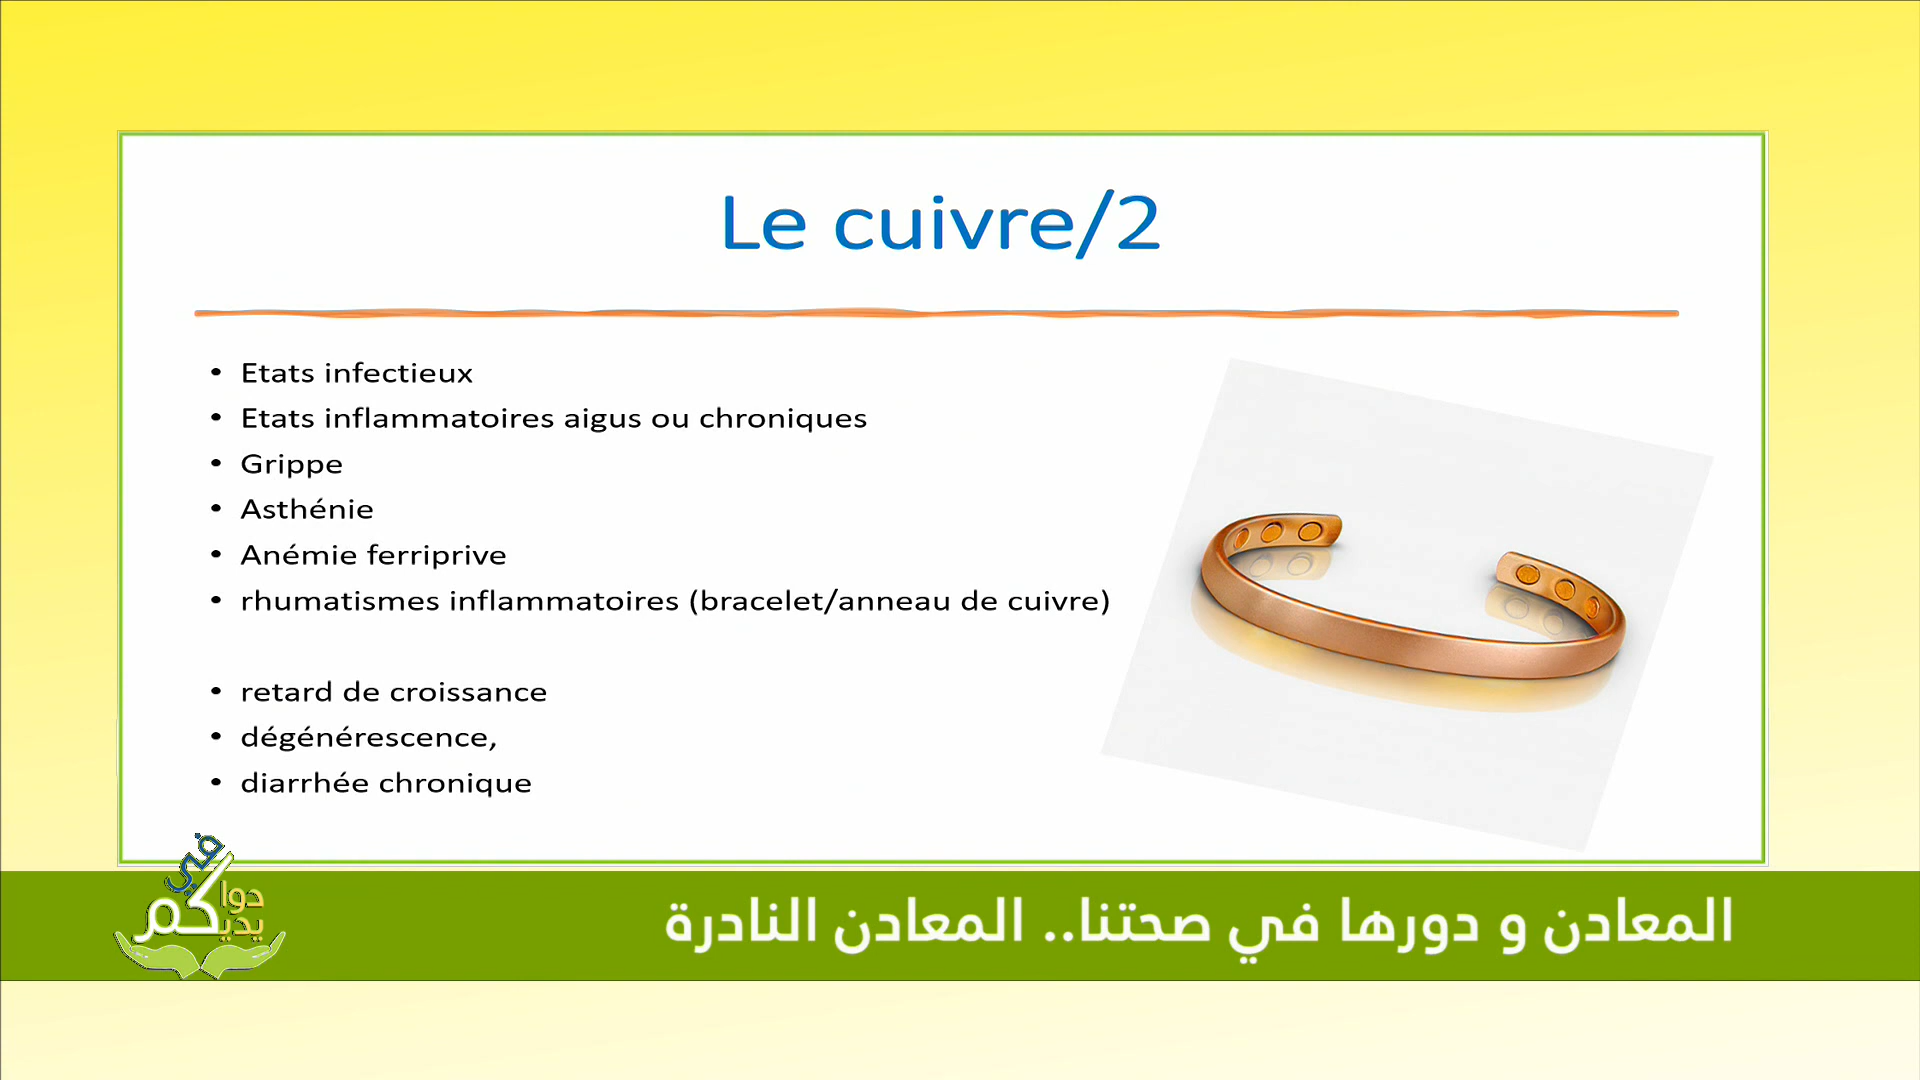 Le cuivre/2
• Etats infectieux
• Etats inflammatoires aigus ou chroniques
• Grippe
• Asthénie
• Anémie ferriprive
• rhumatismes inflammatoires (bracelet/anneau de cuivre)
• retard de croissance
• dégénérescence,
• diarrhée chronique
المعادن و دورها في صحتنا.. المعادن النادرة
دوا
في
يديكم